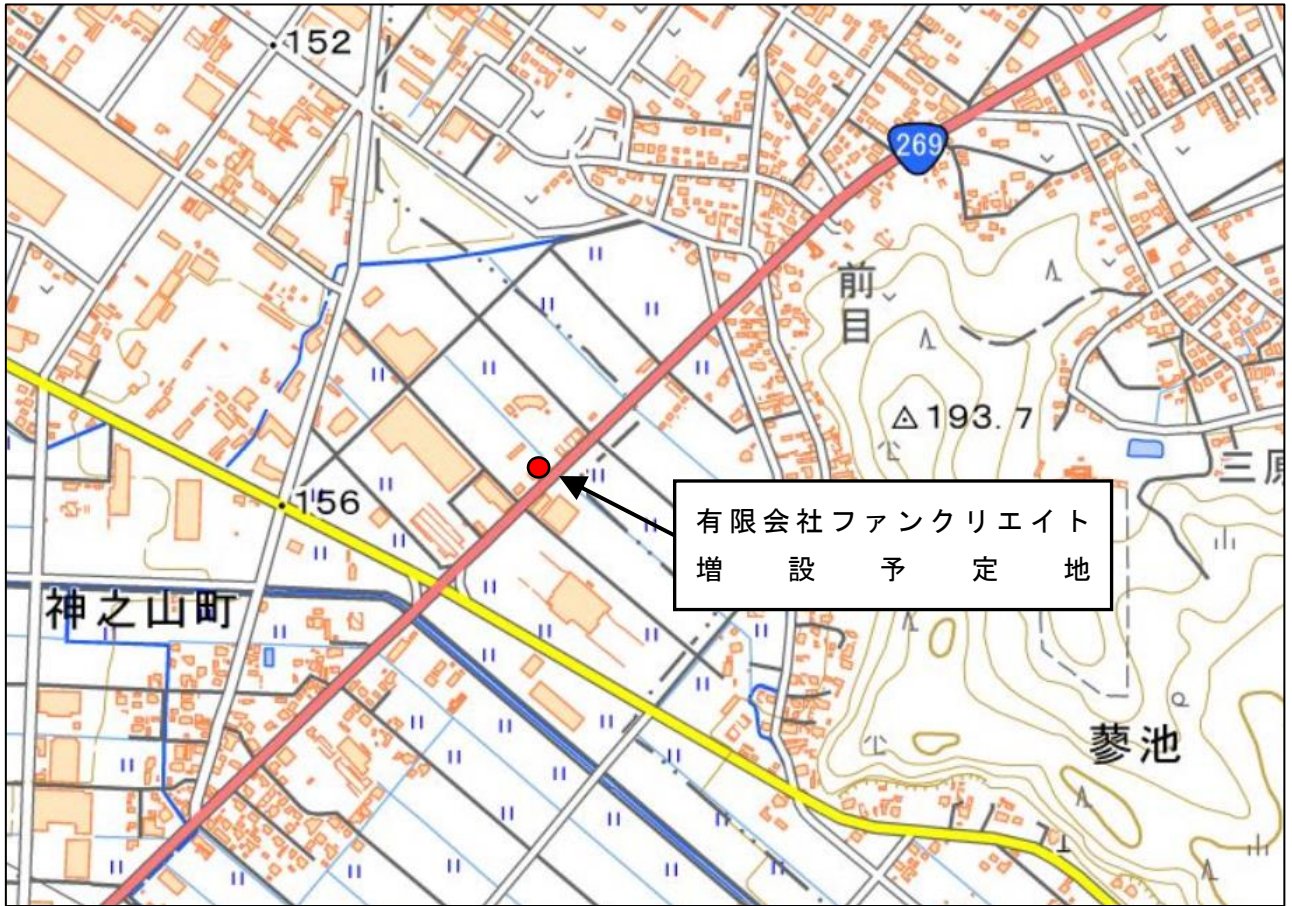 152
269
前目
193.7
三原
156
有限会社ファンクリエイト
増設予定地
神之山町
蓼池